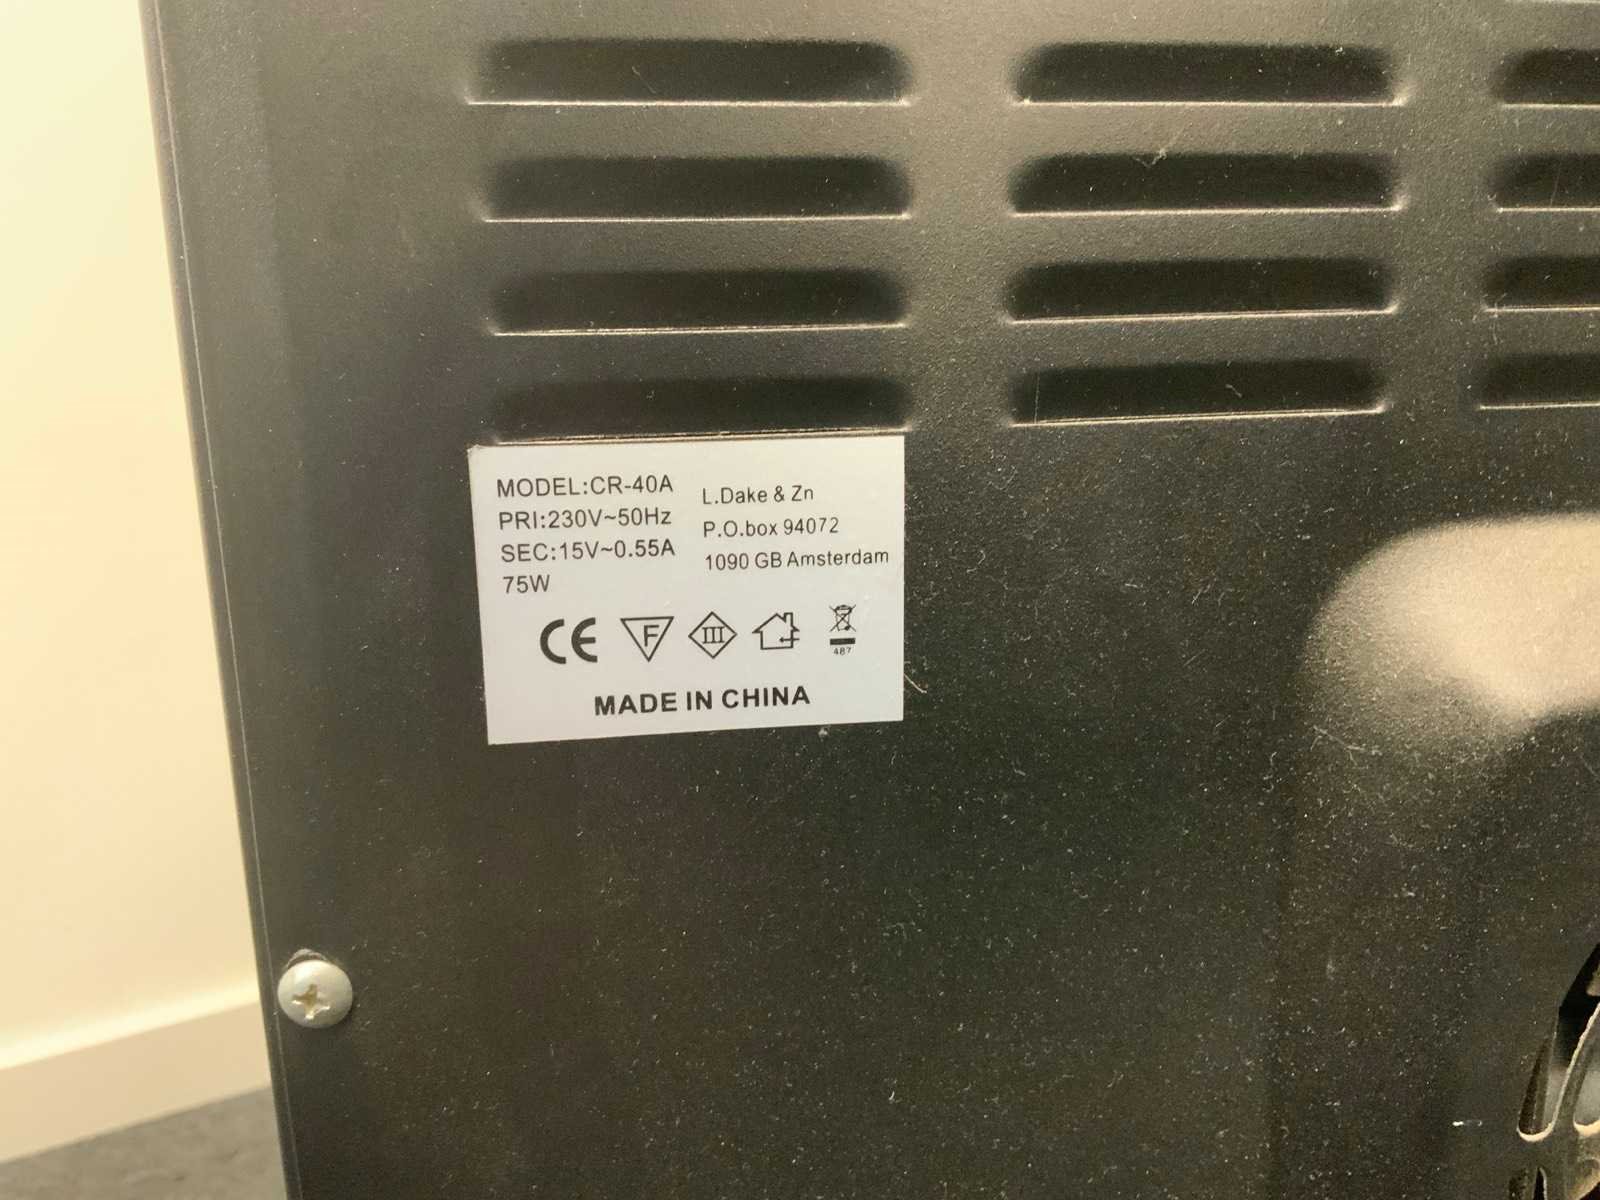 MODEL:CR-40A
PRI:230V~50Hz
SEC:15V~0.55A
75W
L.Dake & Zn
P.O.box 94072
1090 GB Amsterdam
CE F III
487
MADE IN CHINA